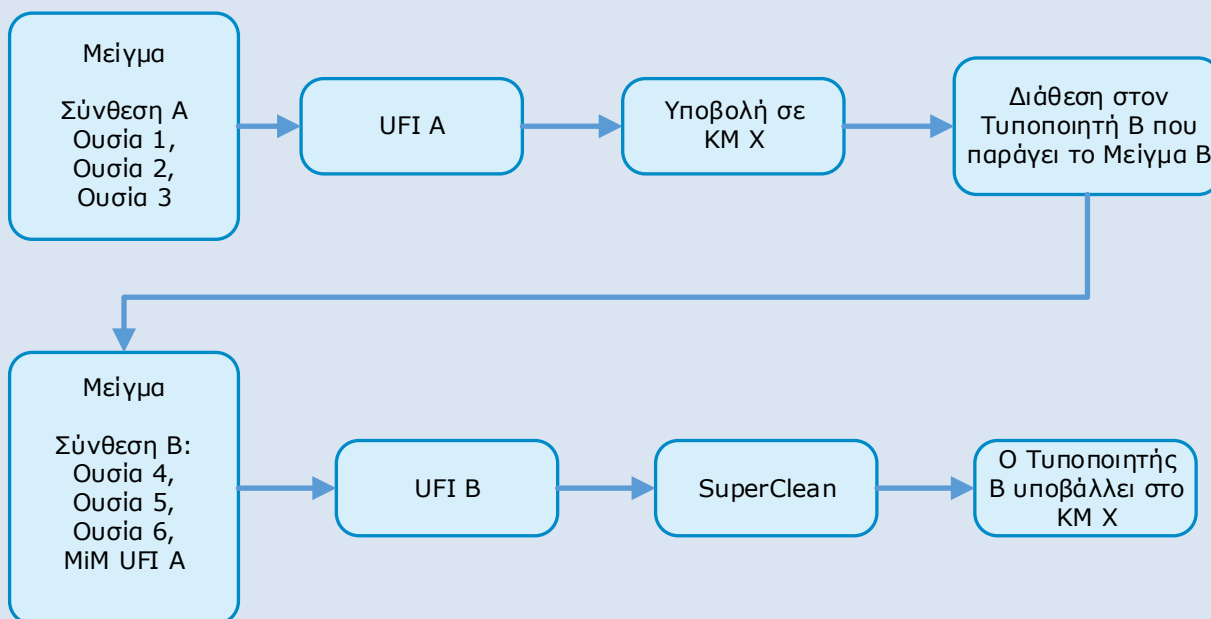 Μείγμα
Σύνθεση Α
Ουσία 1,
Ουσία 2,
Ουσία 3
UFI A
Υποβολή σε
ΚΜ Χ
Διάθεση στον
Τυποποιητή Β που
παράγει το Μείγμα Β
Μείγμα
Σύνθεση Β:
Ουσία 4,
Ουσία 5,
Ουσία 6,
MiM UFI A
UFI B
SuperClean
Ο Τυποποιητής
Β υποβάλλει στο
ΚΜ Χ